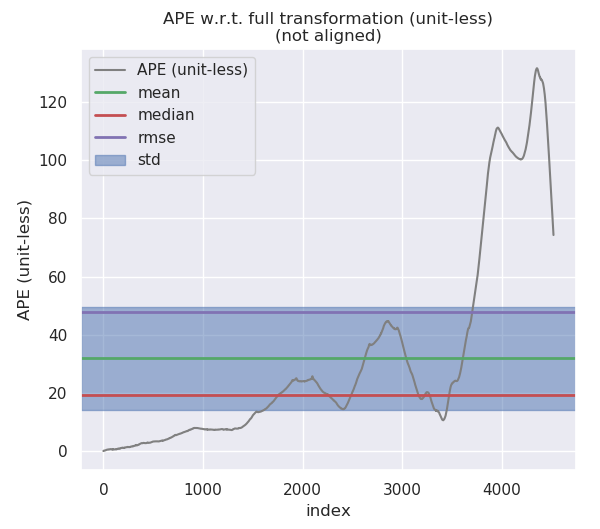 APE w.r.t. full transformation (unit-less)
(not aligned)
APE (unit-less)
mean
median
rmse
std
APE (unit-less)
120
100
80
60
40
20
0
0 1000 2000 3000 4000
index